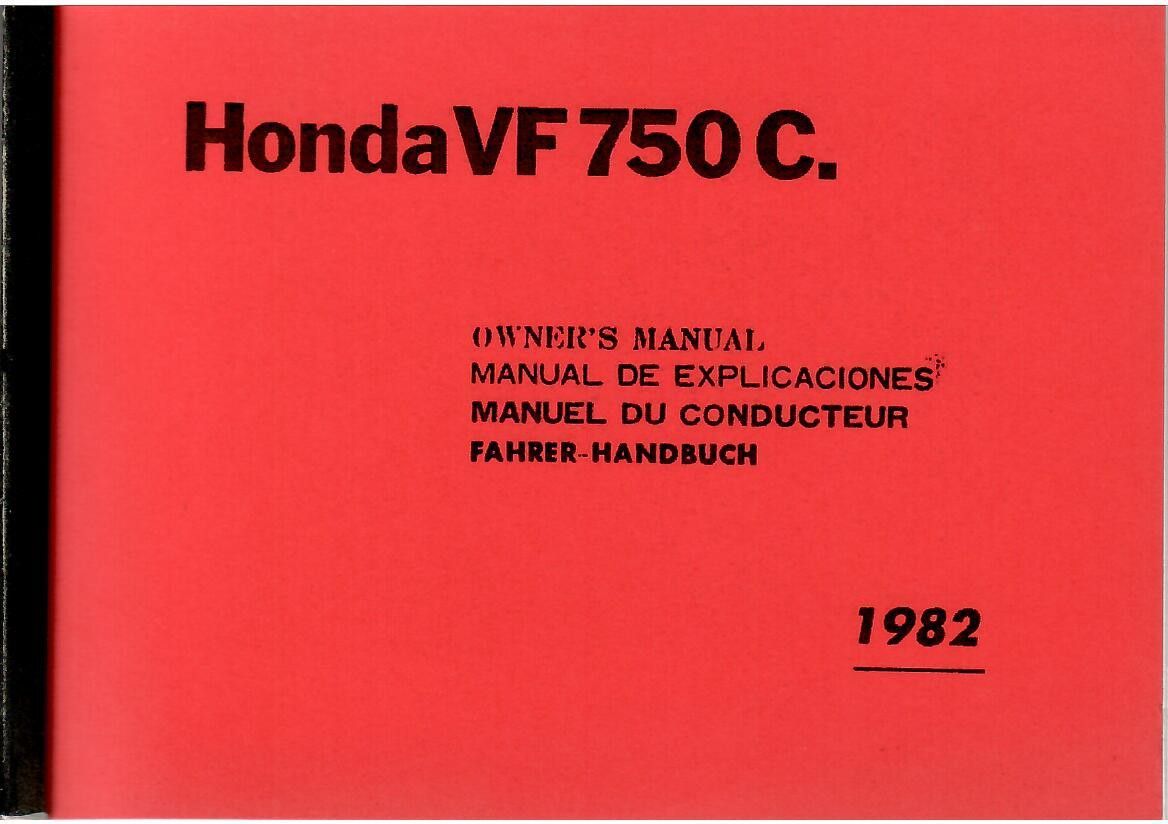 Honda VF 750 C.
OWNER'S MANUAL
MANUAL DE EXPLICACIONES
MANUEL DU CONDUCTEUR
FAHRER-HANDBUCH
1982